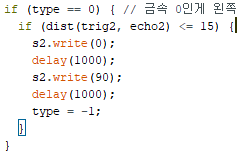 if (type == 0) { // 금속 0인게 왼쪽
if (dist(trig2, echo2) <= 15) {
s2.write(0);
delay(1000);
s2.write(90);
delay(1000);
type = -1;
}
}